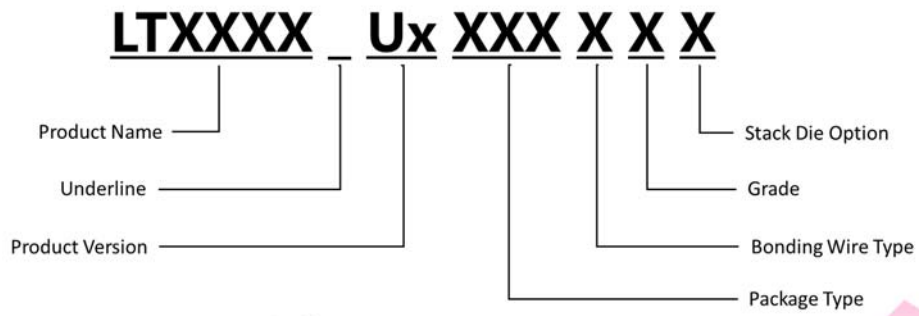 LTXXXX _ Ux XXX X X X
Product Name
Stack Die Option
Underline
Grade
Product Version
Bonding Wire Type
Package Type